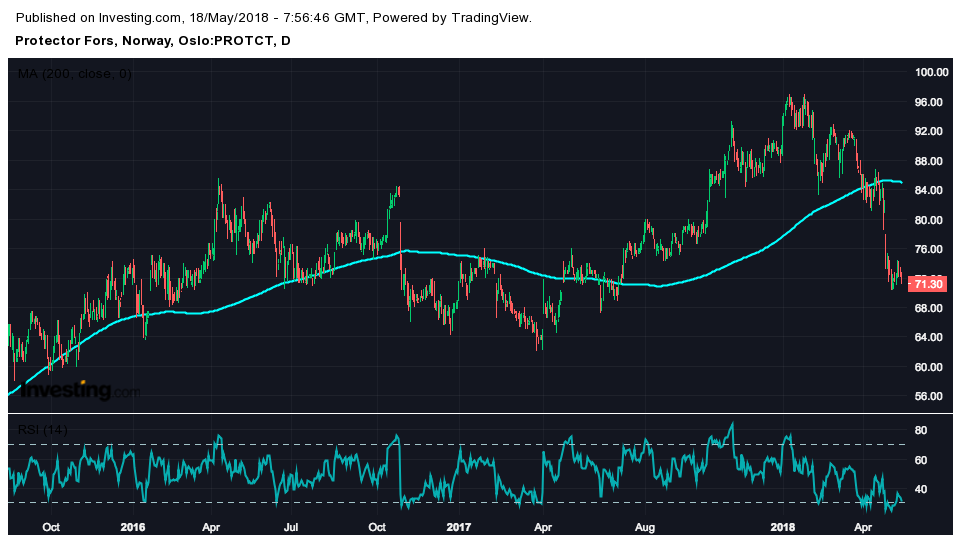 Published on Investing.com, 18/May/2018 - 7:56:46 GMT, Powered by TradingView.
Protector Fors, Norway, Oslo:PROTCT, D
MA (200, close, 0)
100.00
96.00
92.00
88.00
84.00
80.00
76.00
71.30
68.00
64.00
60.00
56.00
Investing.com
RSI (14)
80
60
40
Oct 2016 Apr Jul Oct 2017 Apr Aug 2018 Apr